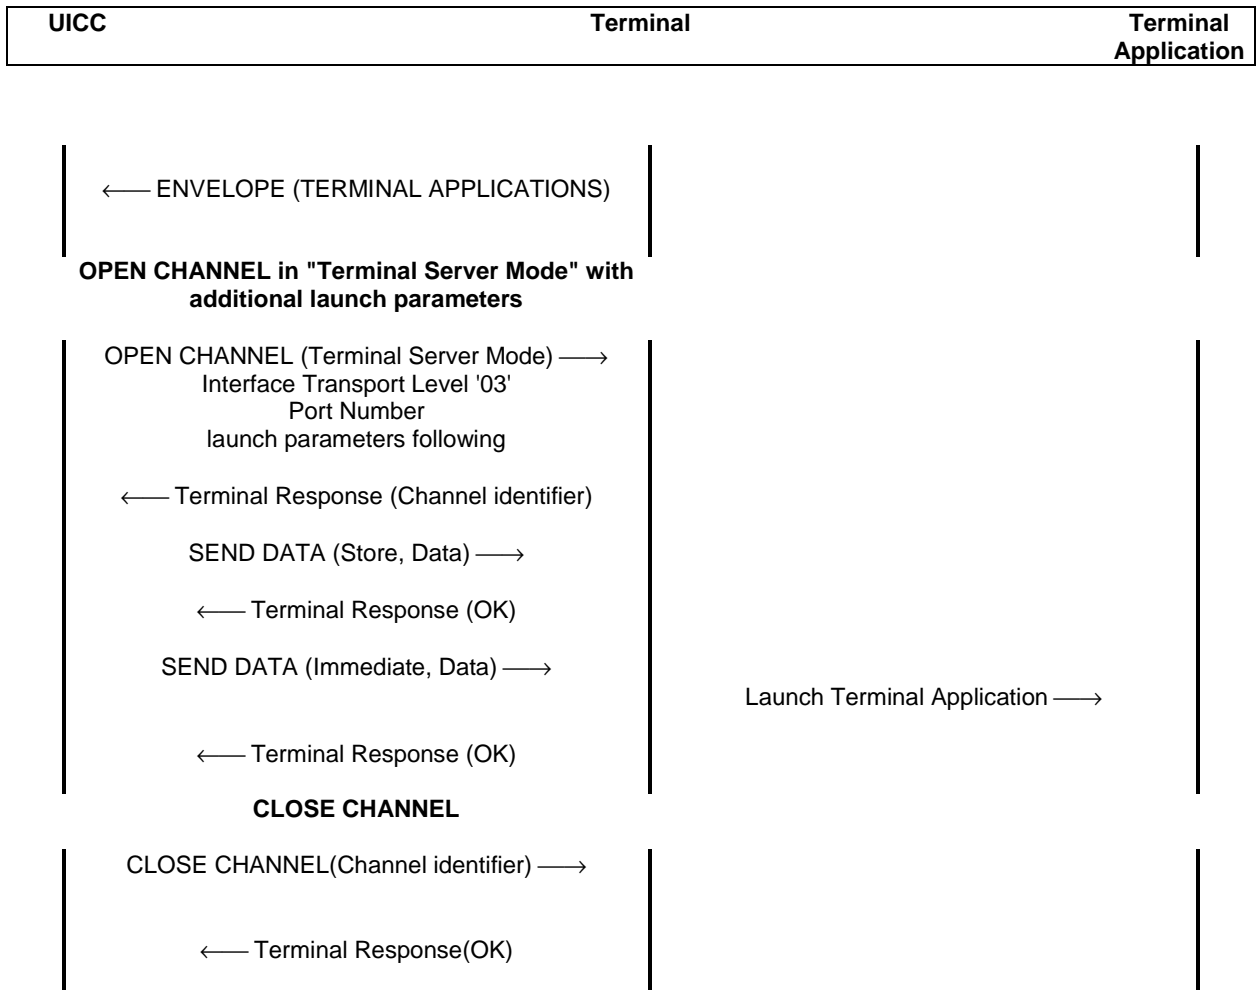 UICC Terminal Terminal
Application
← ENVELOPE (TERMINAL APPLICATIONS)
OPEN CHANNEL in "Terminal Server Mode" with
additional launch parameters
OPEN CHANNEL (Terminal Server Mode) →
Interface Transport Level '03'
Port Number
launch parameters following
← Terminal Response (Channel identifier)
SEND DATA (Store, Data) →
← Terminal Response (OK)
SEND DATA (Immediate, Data) →
Launch Terminal Application →
← Terminal Response (OK)
CLOSE CHANNEL
CLOSE CHANNEL(Channel identifier) →
← Terminal Response(OK)